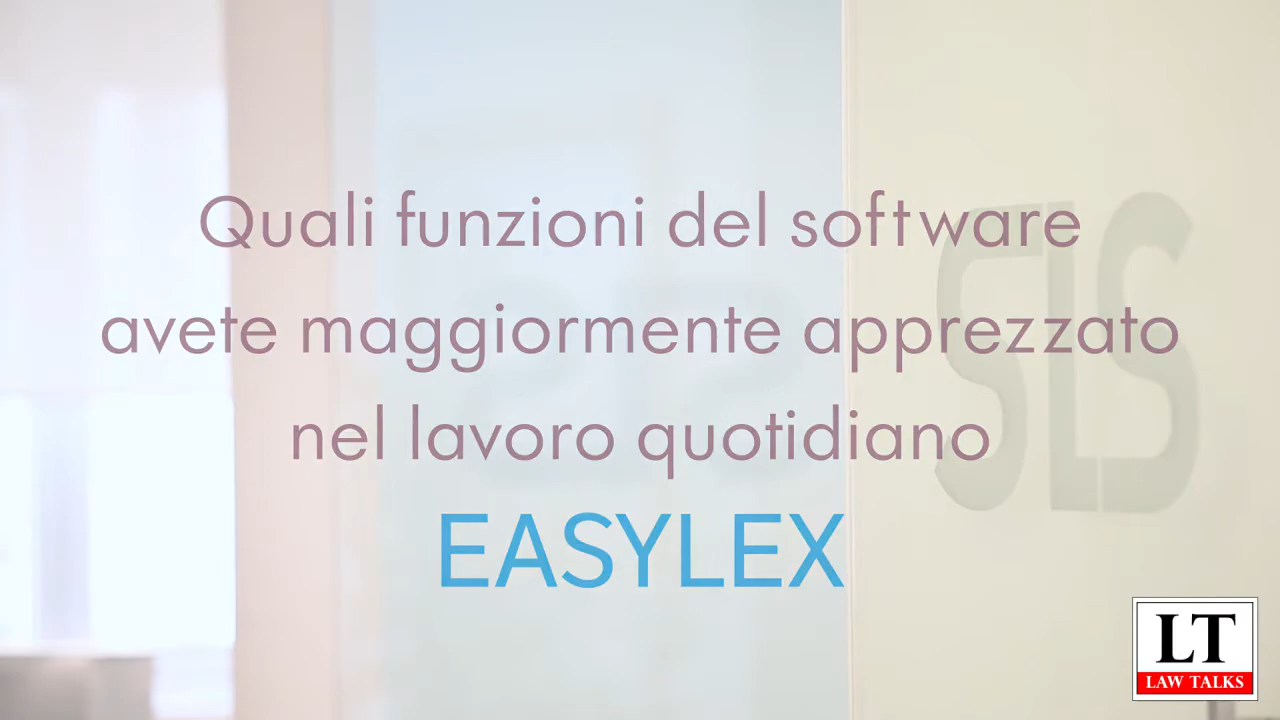 Quali funzioni del software
avete maggiormente apprezzato
nel lavoro quotidiano
EASYLEX
SLS
LT
LAW TALKS